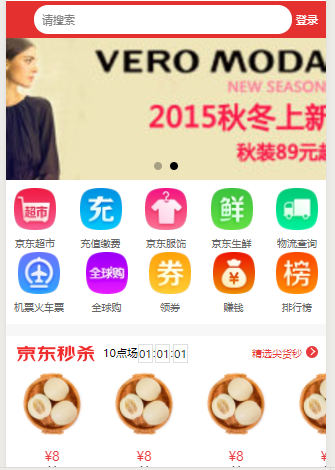 请搜索
登录
VERO MODA
NEW SEASON
2015秋冬上新
秋装89元起
超市
充
鲜
京东超市
充值缴费
京东服饰
京东生鲜
物流查询
全球购
券
榜
机票火车票
全球购
领券
赚钱
排行榜
京东秒杀
10点场01:01:01
精选尖货秒
¥8
¥8
¥8